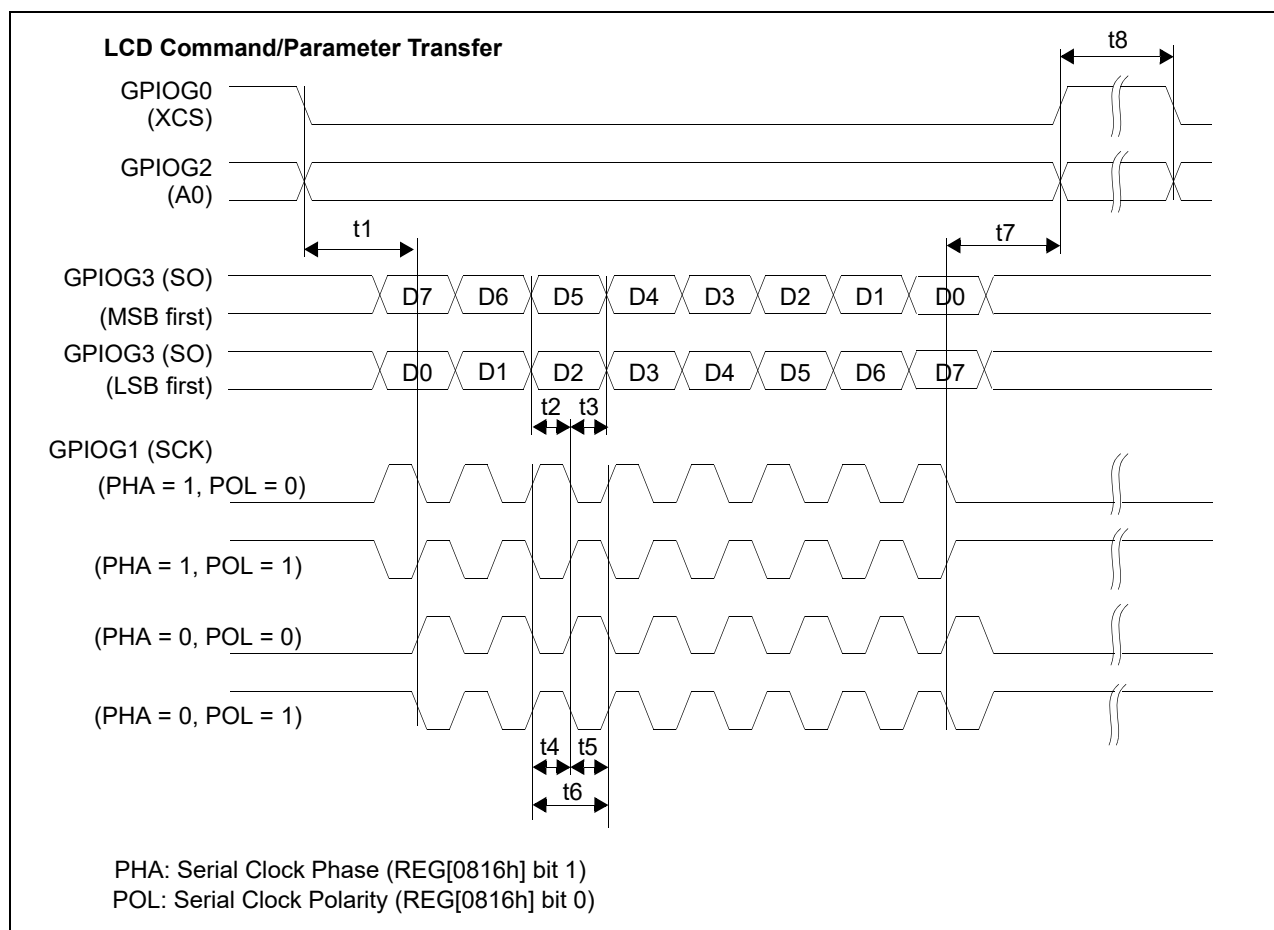 LCD Command/Parameter Transfer
t8
GPIOG0
(XCS)
GPIOG2
(A0)
t1
t7
GPIOG3 (SO)
D7 D6 D5 D4 D3 D2 D1 D0
(MSB first)
GPIOG3 (SO)
D0 D1 D2 D3 D4 D5 D6 D7
(LSB first)
t2 t3
GPIOG1 (SCK)
(PHA = 1, POL = 0)
(PHA = 1, POL = 1)
(PHA = 0, POL = 0)
(PHA = 0, POL = 1)
t4 t5
t6
PHA: Serial Clock Phase (REG[0816h] bit 1)
POL: Serial Clock Polarity (REG[0816h] bit 0)